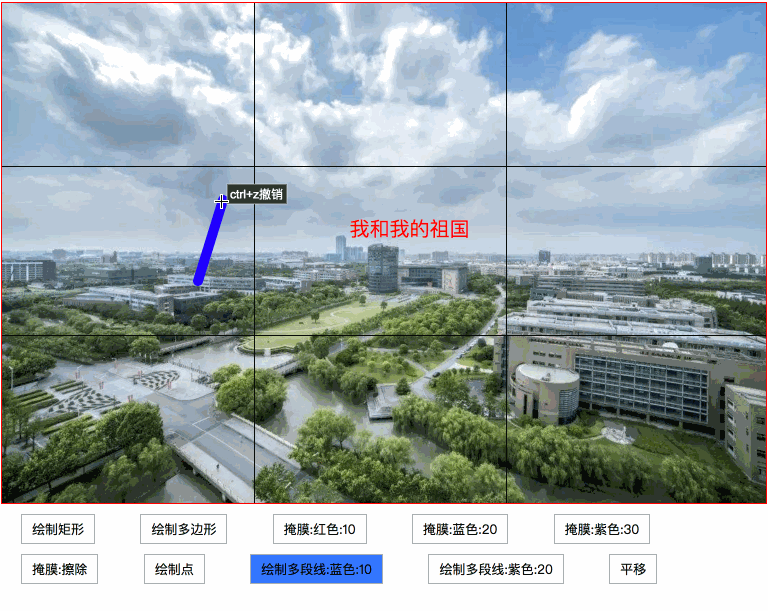 ctrl+z撤销
我和我的祖国
绘制矩形 绘制多边形 掩膜:红色:10 掩膜:蓝色:20 掩膜:紫色:30
掩膜:擦除 绘制点 绘制多段线:蓝色:10 绘制多段线:紫色:20 平移